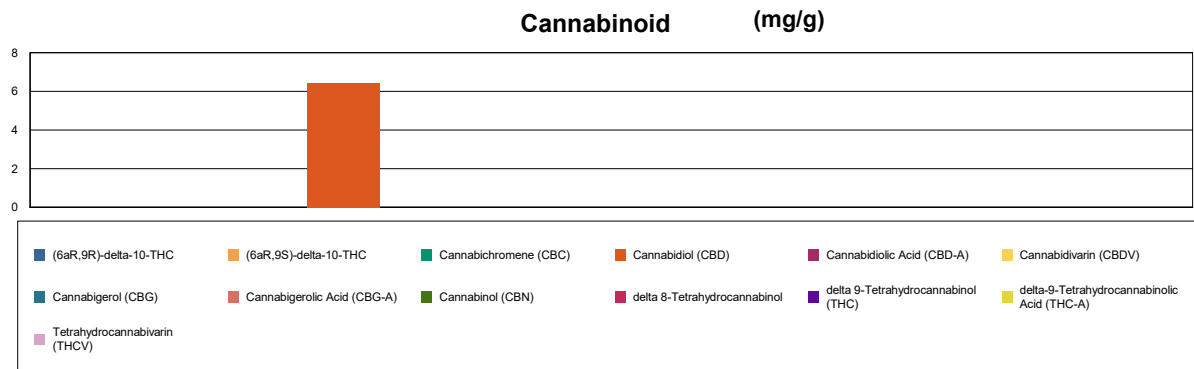 Cannabinoid (mg/g)
8
6
4
2
0
(6aR,9R)-delta-10-THC
(6aR,9S)-delta-10-THC
Cannabichromene (CBC)
Cannabidiol (CBD)
Cannabidiolic Acid (CBD-A)
Cannabidivarin (CBDV)
Cannabigerol (CBG)
Cannabigerolic Acid (CBG-A)
Cannabinol (CBN)
delta 8-Tetrahydrocannabinol
delta 9-Tetrahydrocannabinol
(THC)
delta-9-Tetrahydrocannabinolic
Acid (THC-A)
Tetrahydrocannabivarin
(THCV)